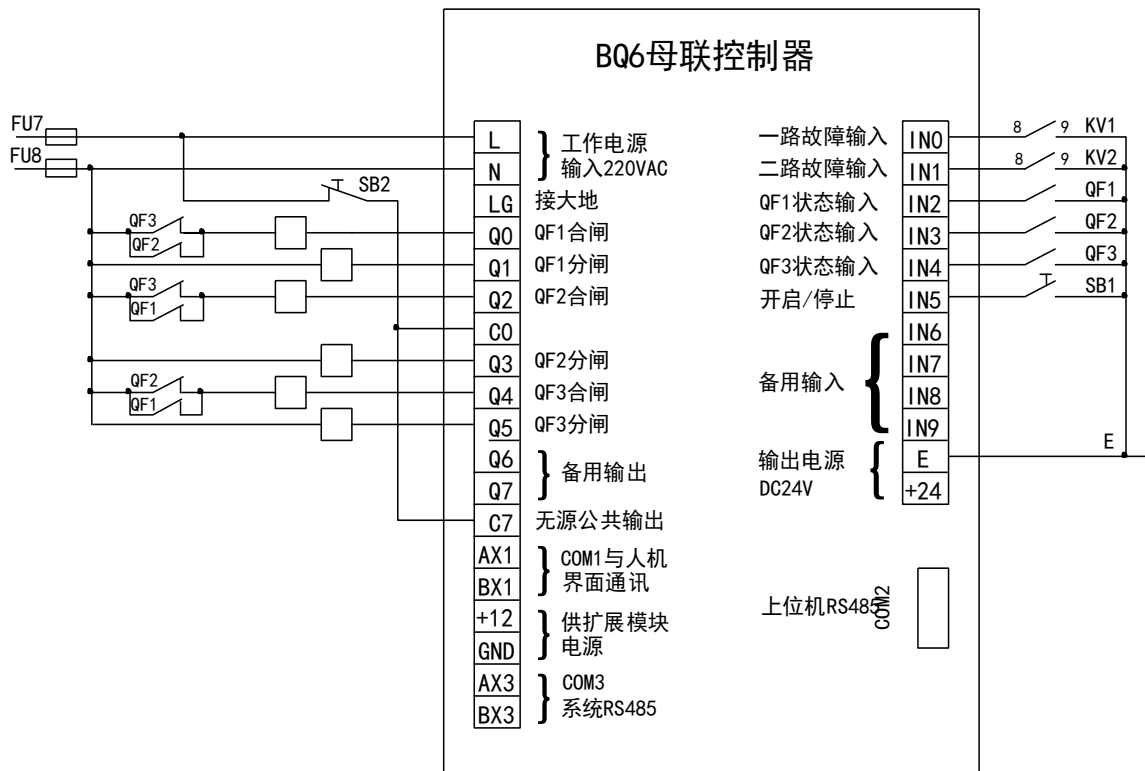 BQ6母联控制器
FU7
FU8
SB2
QF3
QF2
QF3
QF1
QF2
QF1
L
N
LG
Q0
Q1
Q2
C0
Q3
Q4
Q5
Q6
Q7
C7
AX1
BX1
+12
GND
AX3
BX3
工作电源
输入220VAC
接大地
QF1合闸
QF1分闸
QF2合闸
QF2分闸
QF3合闸
QF3分闸
备用输出
无源公共输出
COM1与人机
界面通讯
供扩展模块
电源
COM3
系统RS485
一路故障输入
二路故障输入
QF1状态输入
QF2状态输入
QF3状态输入
开启/停止
备用输入
输出电源
DC24V
上位机RS485
COM2
IN0
IN1
IN2
IN3
IN4
IN5
IN6
IN7
IN8
IN9
E
+24
8 9 KV1
8 9 KV2
QF1
QF2
QF3
SB1
E